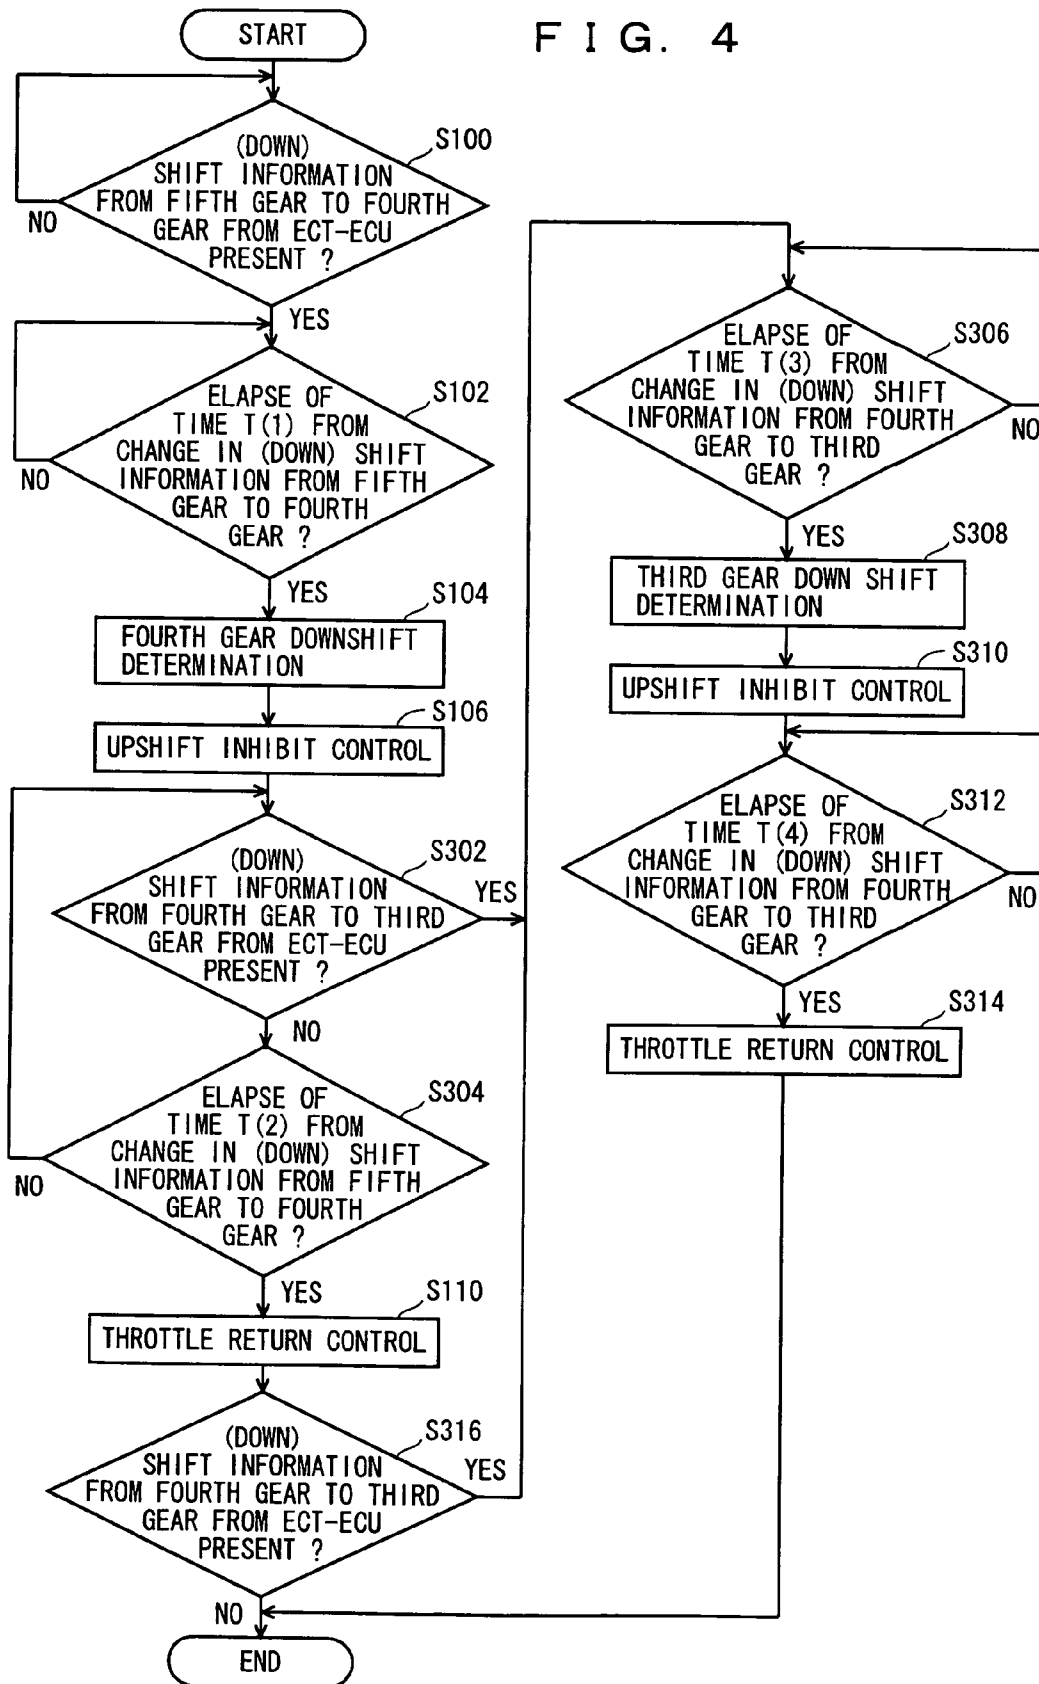 START
F I G. 4
(DOWN)
SHIFT INFORMATION
FROM FIFTH GEAR TO FOURTH
GEAR FROM ECT-ECU
PRESENT ?
S100
NO
YES
ELAPSE OF
TIME T(1) FROM
CHANGE IN (DOWN) SHIFT
INFORMATION FROM FIFTH
GEAR TO FOURTH
GEAR ?
S102
NO
YES
S104
FOURTH GEAR DOWNSHIFT
DETERMINATION
S106
UPSHIFT INHIBIT CONTROL
(DOWN)
SHIFT INFORMATION
FROM FOURTH GEAR TO THIRD
GEAR FROM ECT-ECU
PRESENT ?
S302
YES
NO
ELAPSE OF
TIME T(2) FROM
CHANGE IN (DOWN) SHIFT
INFORMATION FROM FIFTH
GEAR TO FOURTH
GEAR ?
S304
NO
YES
S110
THROTTLE RETURN CONTROL
(DOWN)
SHIFT INFORMATION
FROM FOURTH GEAR TO THIRD
GEAR FROM ECT-ECU
PRESENT ?
S316
YES
NO
END
ELAPSE OF
TIME T(3) FROM
CHANGE IN (DOWN) SHIFT
INFORMATION FROM FOURTH
GEAR TO THIRD
GEAR ?
S306
NO
YES
S308
THIRD GEAR DOWN SHIFT
DETERMINATION
S310
UPSHIFT INHIBIT CONTROL
ELAPSE OF
TIME T(4) FROM
CHANGE IN (DOWN) SHIFT
INFORMATION FROM FOURTH
GEAR TO THIRD
GEAR ?
S312
NO
YES
S314
THROTTLE RETURN CONTROL